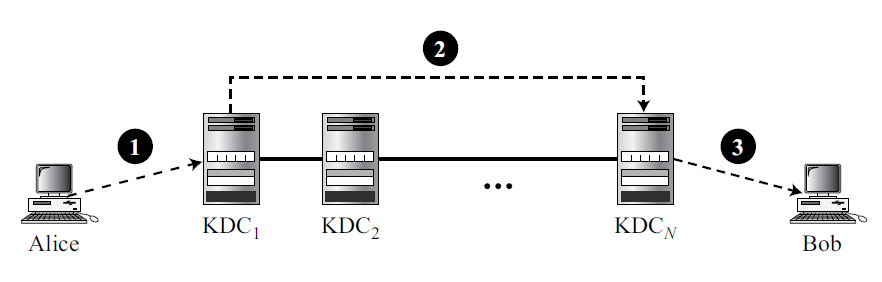 2
1
3
...
KDC1
KDC2
KDCN
Alice
Bob